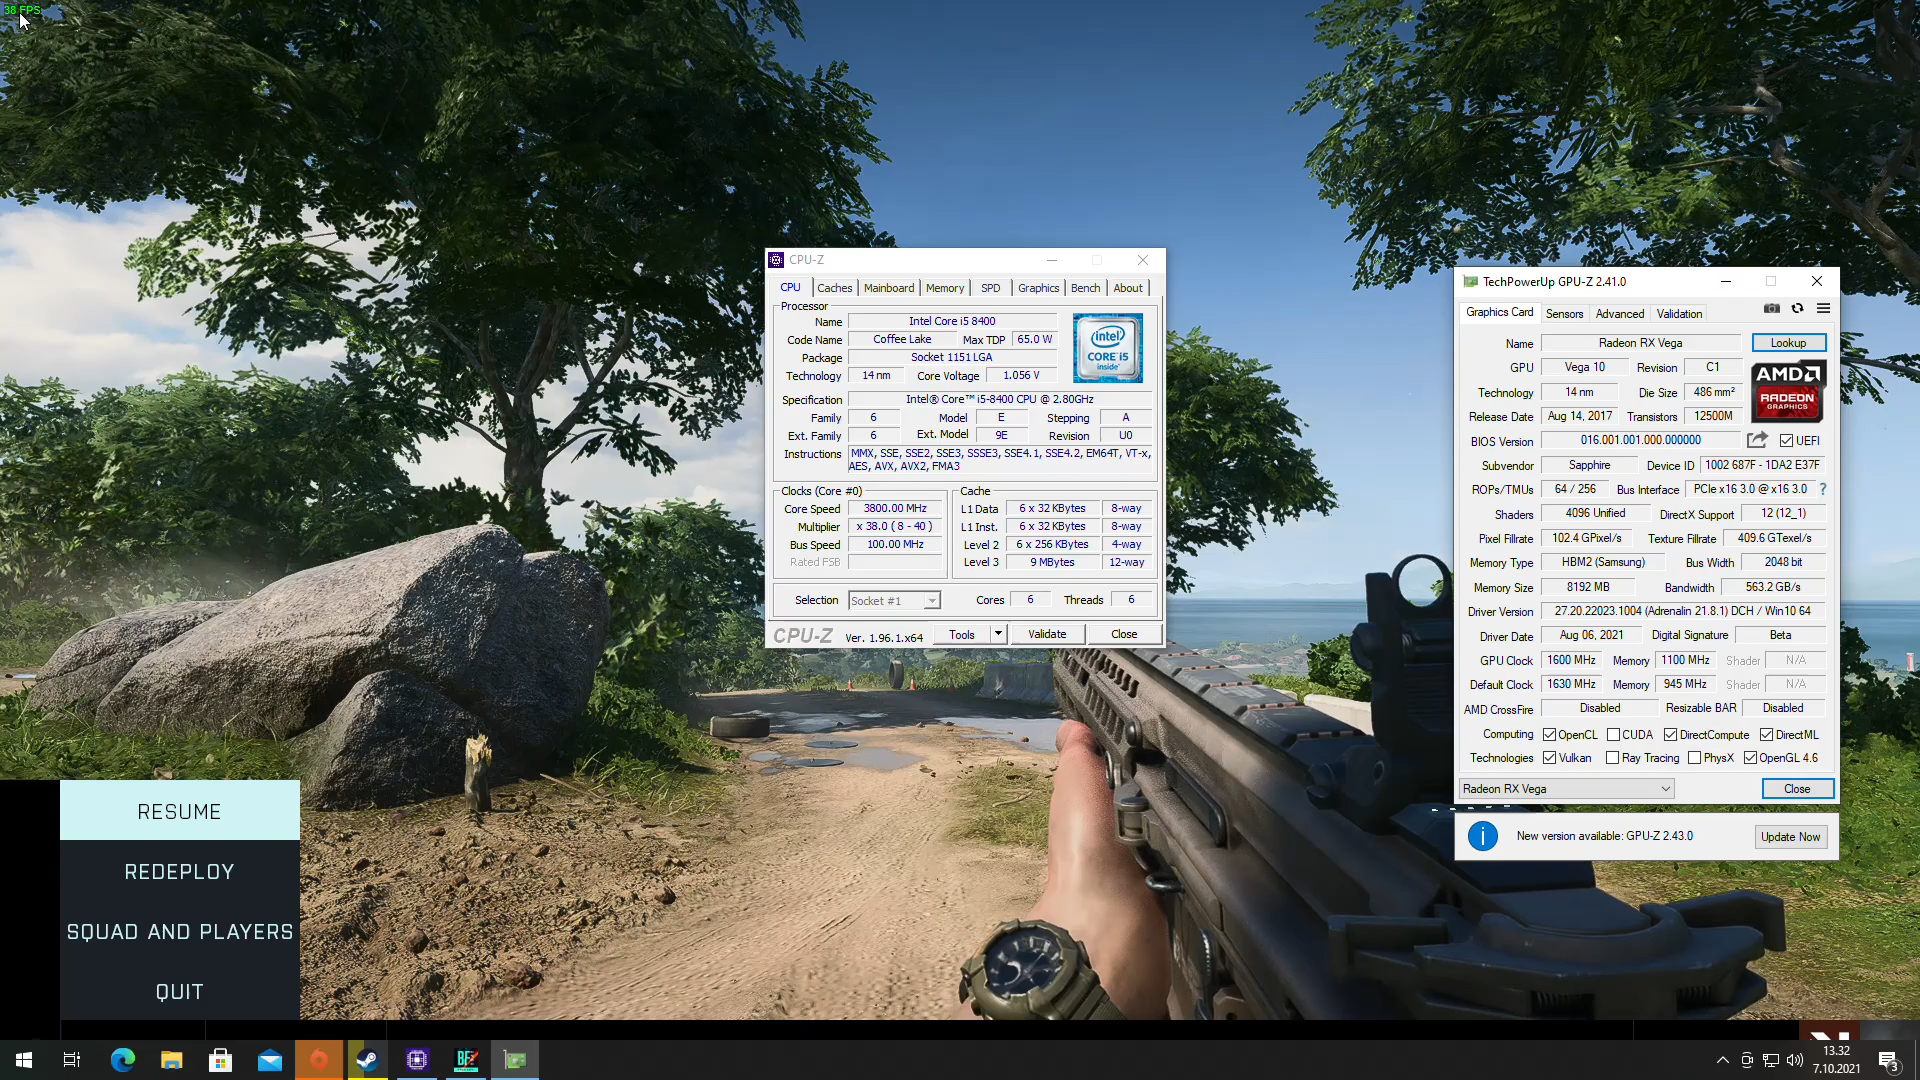 38 FPS
CPU-Z
CPU Caches Mainboard Memory SPD Graphics Bench About
Processor
Name Intel Core i5 8400
Code Name Coffee Lake Max TDP 65.0 W
Package Socket 1151 LGA
Technology 14 nm Core Voltage 1.056 V
intel CORE i5 inside™
Specification Intel® Core™ i5-8400 CPU @ 2.80GHz
Family 6 Model E Stepping A
Ext. Family 6 Ext. Model 9E Revision U0
Instructions MMX, SSE, SSE2, SSE3, SSSE3, SSE4.1, SSE4.2, EM64T, VT-x,
AES, AVX, AVX2, FMA3
Clocks (Core #0)
Core Speed 3800.00 MHz
Multiplier x 38.0 ( 8 - 40 )
Bus Speed 100.00 MHz
Rated FSB
Cache
L1 Data 6 x 32 KBytes 8-way
L1 Inst. 6 x 32 KBytes 8-way
Level 2 6 x 256 KBytes 4-way
Level 3 9 MBytes 12-way
Selection Socket #1 Cores 6 Threads 6
CPU-Z Ver. 1.96.1.x64 Tools Validate Close
TechPowerUp GPU-Z 2.41.0
Graphics Card Sensors Advanced Validation
Name Radeon RX Vega Lookup
GPU Vega 10 Revision C1
AMD RADEON GRAPHICS
Technology 14 nm Die Size 486 mm²
Release Date Aug 14, 2017 Transistors 12500M
BIOS Version 016.001.001.000.000000 UEFI
Subvendor Sapphire Device ID 1002 687F - 1DA2 E37F
ROPs/TMUs 64 / 256 Bus Interface PCIe x16 3.0 @ x16 3.0 ?
Shaders 4096 Unified DirectX Support 12 (12_1)
Pixel Fillrate 102.4 GPixel/s Texture Fillrate 409.6 GTexel/s
Memory Type HBM2 (Samsung) Bus Width 2048 bit
Memory Size 8192 MB Bandwidth 563.2 GB/s
Driver Version 27.20.22023.1004 (Adrenalin 21.8.1) DCH / Win10 64
Driver Date Aug 06, 2021 Digital Signature Beta
GPU Clock 1600 MHz Memory 1100 MHz Shader N/A
Default Clock 1630 MHz Memory 945 MHz Shader N/A
AMD CrossFire Disabled Resizable BAR Disabled
Computing OpenCL CUDA DirectCompute DirectML
Technologies Vulkan Ray Tracing PhysX OpenGL 4.6
Radeon RX Vega Close
New version available: GPU-Z 2.43.0 Update Now
RESUME
REDEPLOY
SQUAD AND PLAYERS
QUIT
13.32
7.10.2021
3